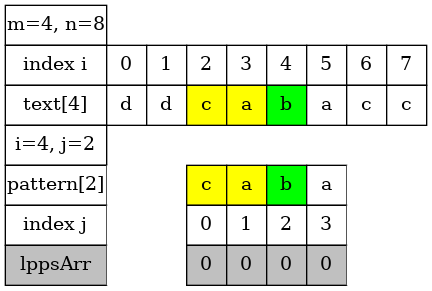 m=4, n=8
index i 0 1 2 3 4 5 6 7
text[4] d d c a b a c c
i=4, j=2
pattern[2] c a b a
index j 0 1 2 3
lppsArr 0 0 0 0